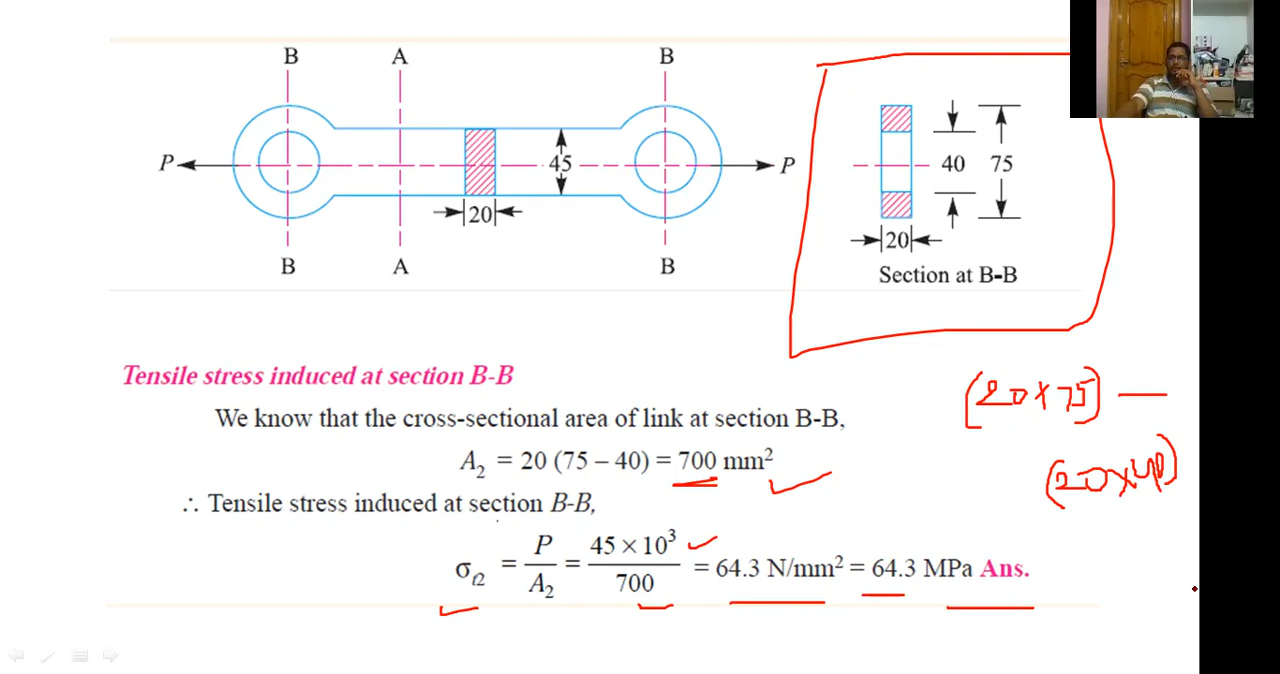 B A B
P 45 P 40 75
20 20
B A B Section at B-B
Tensile stress induced at section B-B
(20×75) —
We know that the cross-sectional area of link at section B-B,
A₂ = 20 (75 – 40) = 700 mm²
(20×40)
∴ Tensile stress induced at section B-B,
σt2 = P/A₂ = 45 × 10³/700 = 64.3 N/mm² = 64.3 MPa Ans.